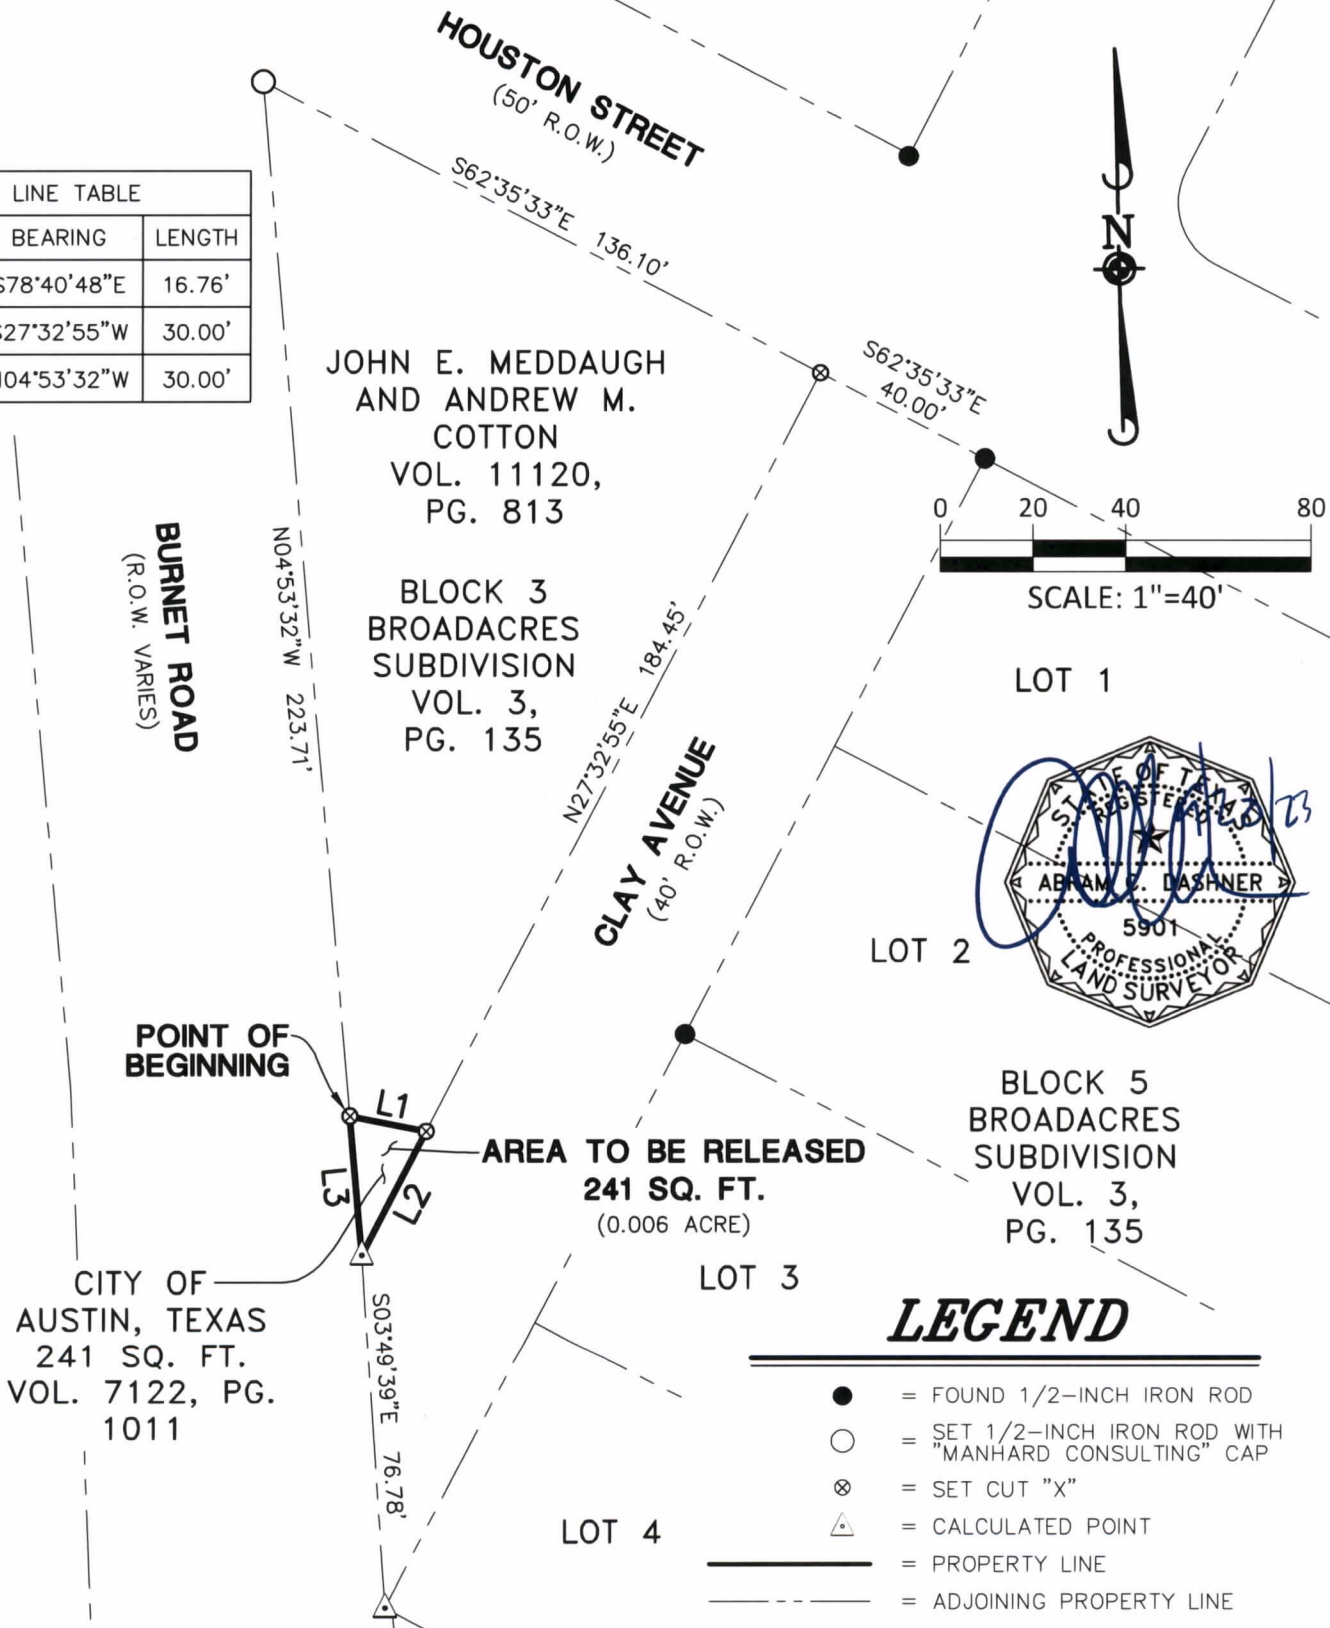 HOUSTON STREET
(50' R.O.W.)
S62°35'33"E 136.10'
LINE TABLE
BEARING LENGTH
S78°40'48"E 16.76'
S27°32'55"W 30.00'
N04°53'32"W 30.00'
N
JOHN E. MEDDAUGH
AND ANDREW M.
COTTON
VOL. 11120,
PG. 813
S62°35'33"E
40.00'
0 20 40 80
SCALE: 1"=40'
BURNET ROAD
(R.O.W. VARIES)
N04°53'32"W 223.71'
BLOCK 3
BROADACRES
SUBDIVISION
VOL. 3,
PG. 135
N27°32'55"E 184.45'
CLAY AVENUE
(40' R.O.W.)
LOT 1
STATE OF TEXAS
REGISTERED
ABRAM C. DASHNER
5901
PROFESSIONAL
LAND SURVEYOR
LOT 2
POINT OF
BEGINNING
L1
L2
L3
AREA TO BE RELEASED
241 SQ. FT.
(0.006 ACRE)
BLOCK 5
BROADACRES
SUBDIVISION
VOL. 3,
PG. 135
CITY OF
AUSTIN, TEXAS
241 SQ. FT.
VOL. 7122, PG.
1011
S03°49'39"E 76.78'
LOT 3
LOT 4
LEGEND
= FOUND 1/2-INCH IRON ROD
= SET 1/2-INCH IRON ROD WITH
"MANHARD CONSULTING" CAP
= SET CUT "X"
= CALCULATED POINT
= PROPERTY LINE
= ADJOINING PROPERTY LINE